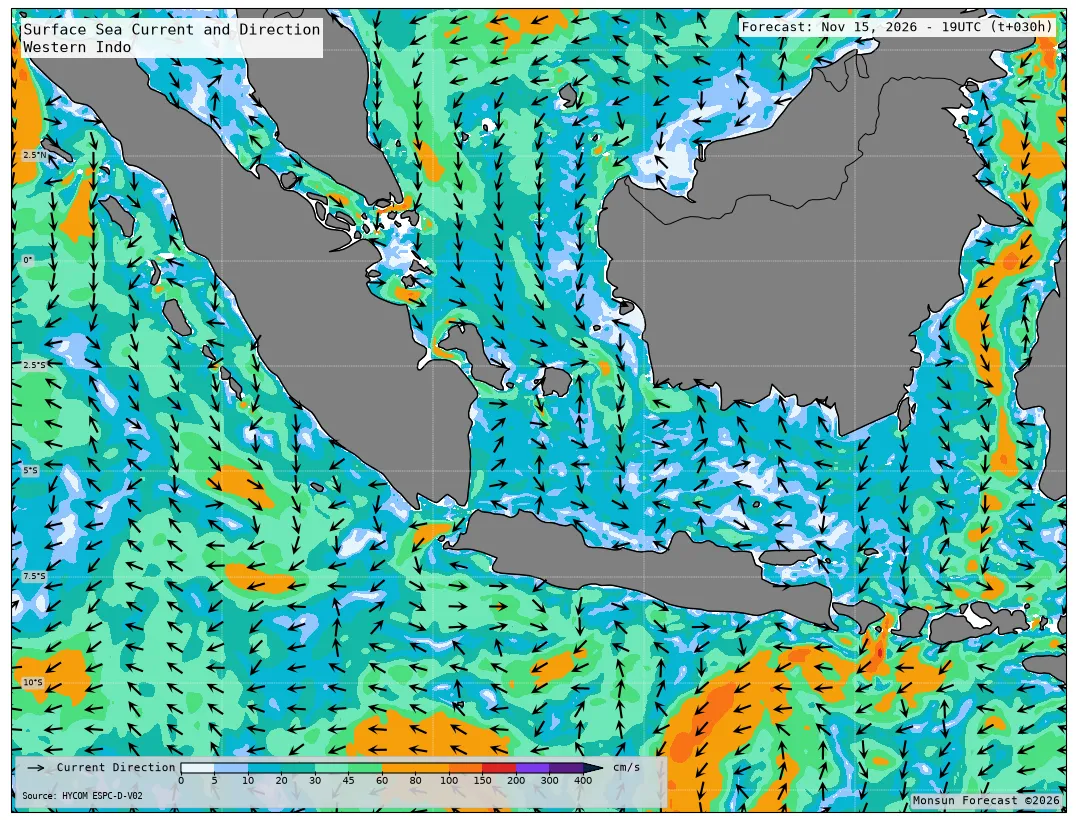 Surface Sea Current and Direction
Western Indo
Forecast: Nov 15, 2026 - 19UTC (t+030h)
2.5°N
0°
2.5°S
5°S
7.5°S
10°S
Current Direction
0 5 10 20 30 45 60 80 100 150 200 300 400 cm/s
Source: HYCOM ESPC-D-V02
Monsun Forecast ©2026